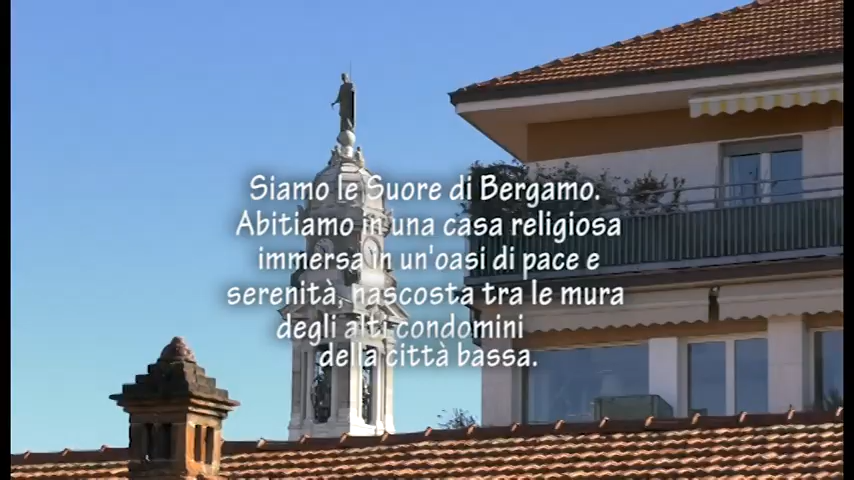 Siamo le Suore di Bergamo.
Abitiamo in una casa religiosa
immersa in un'oasi di pace e
serenità, nascosta tra le mura
degli alti condomini
della città bassa.